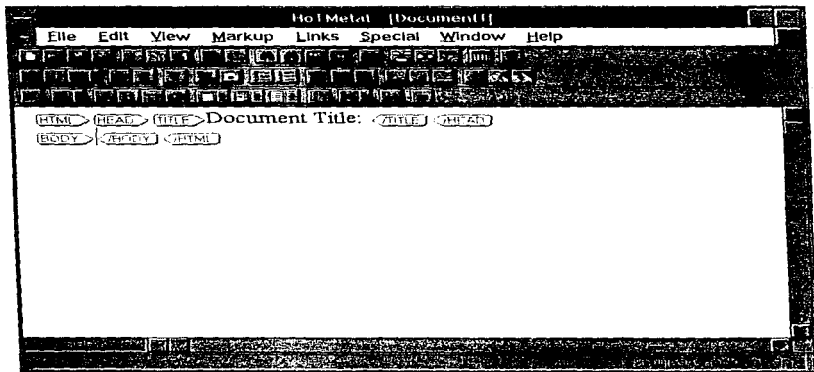 HoTMetal [Document1]
File Edit View Markup Links Special Window Help
HTML HEAD TITLE Document Title: /TITLE /HEAD
BODY /BODY /HTML